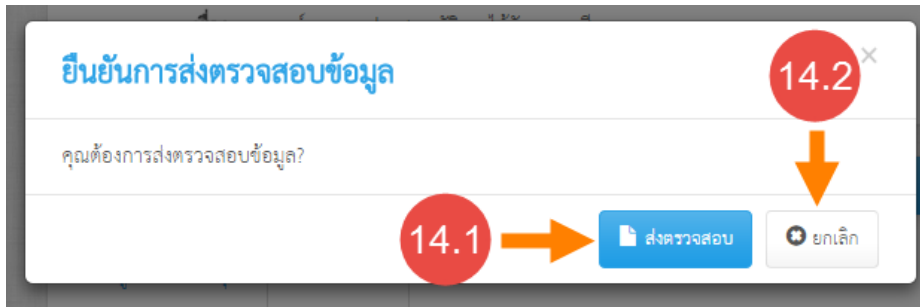 ยืนยันการส่งตรวจสอบข้อมูล
14.2
×
คุณต้องการส่งตรวจสอบข้อมูล?
14.1
ส่งตรวจสอบ
ยกเลิก